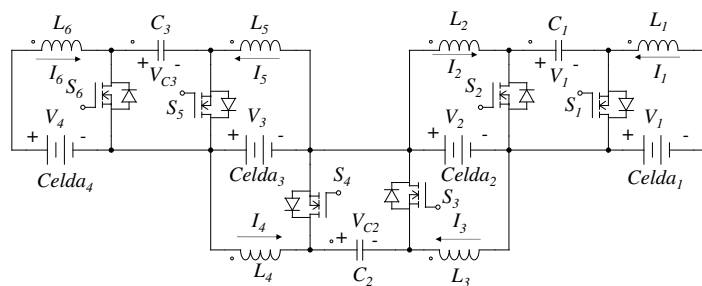 L6 C3 L5 L2 C1 L1
I6 + - I5 I2 + - I1
VC3 V1
S6 S5 S2 S1
V4 V3 V2 V1
+ - + - + - + -
Celda4 Celda3 Celda2 Celda1
S4 S3
I4 VC2 I3
+ -
L4 C2 L3